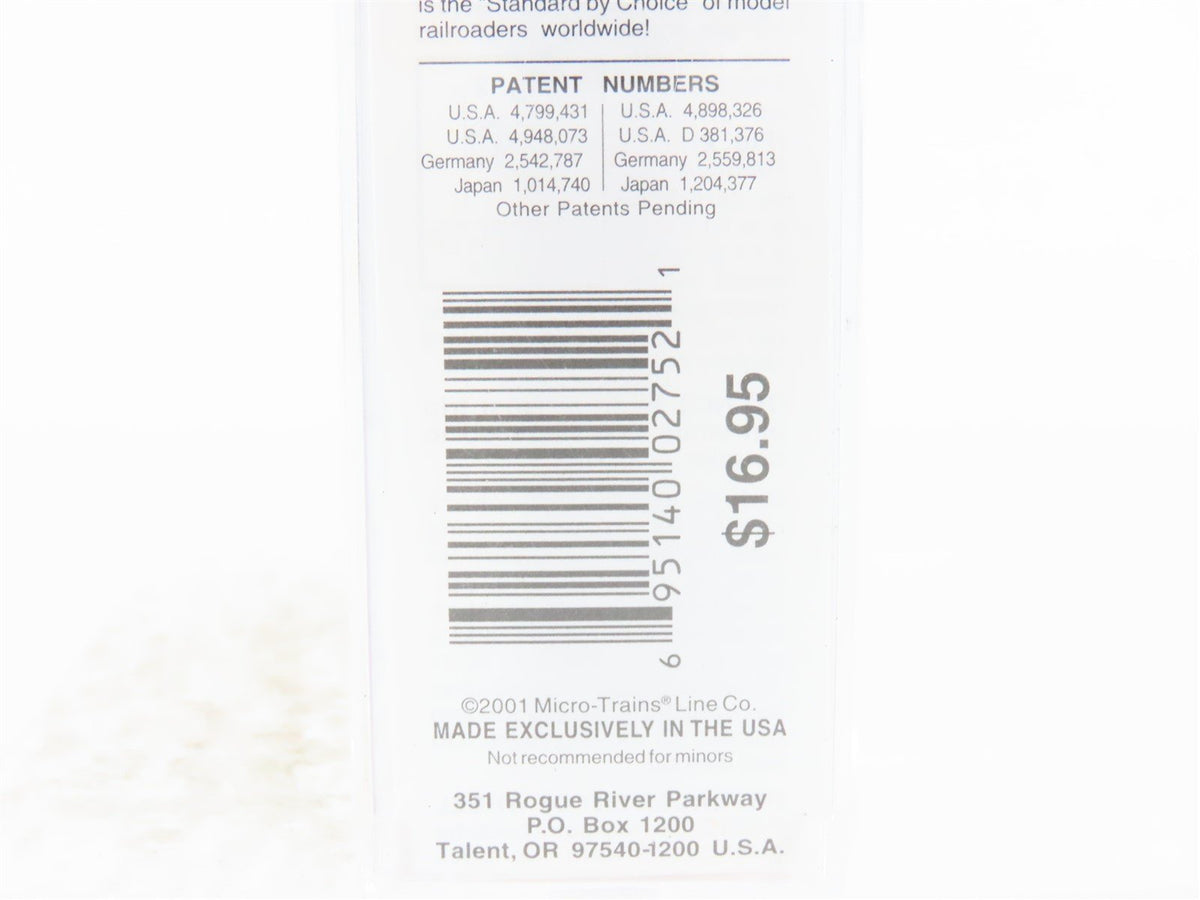 is the "Standard by Choice" of model
railroaders worldwide!
PATENT NUMBERS
U.S.A. 4,799,431 | U.S.A. 4,898,326
U.S.A. 4,948,073 | U.S.A. D 381,376
Germany 2,542,787 | Germany 2,559,813
Japan 1,014,740 | Japan 1,204,377
Other Patents Pending
6 95140 02752 1
$16.95
©2001 Micro-Trains® Line Co.
MADE EXCLUSIVELY IN THE USA
Not recommended for minors
351 Rogue River Parkway
P.O. Box 1200
Talent, OR 97540-1200 U.S.A.